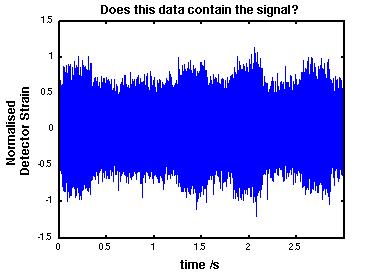 Does this data contain the signal?
1.5
1
0.5
0
-0.5
-1
-1.5
Normalised
Detector Strain
0 0.5 1 1.5 2 2.5
time /s